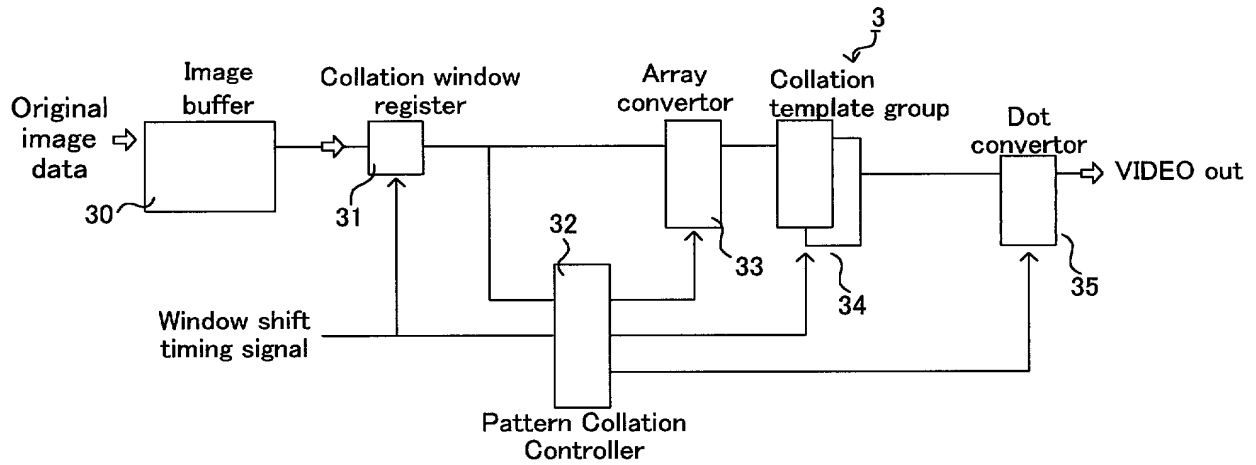 3
Image
buffer
Collation window
register
Array
convertor
Collation
template group
Dot
convertor
Original
image
data
VIDEO out
30
31
32
33
34
35
Window shift
timing signal
Pattern Collation
Controller